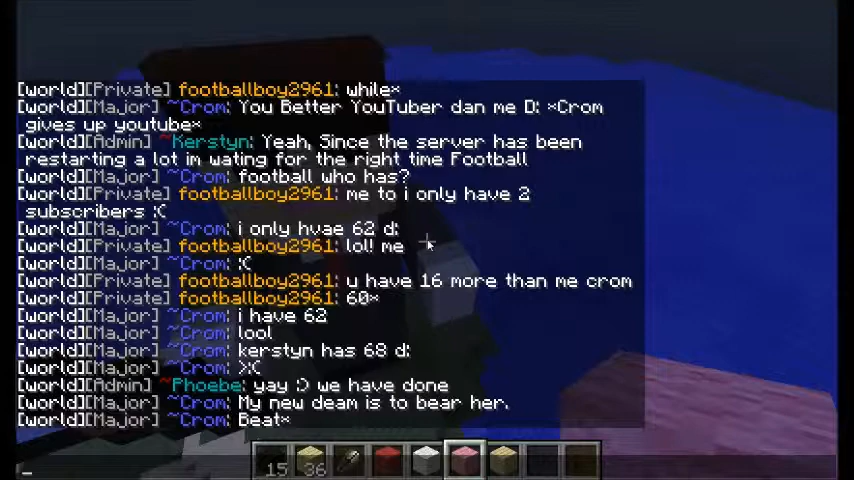 [world][Private] footballboy2961: while*
[world][Major] ~Crom: You Better YouTuber dan me D: *Crom
gives up youtube*
[world][Admin] ~Kerstyn: Yeah, Since the server has been
restarting a lot im wating for the right time Football
[world][Major] ~Crom: football who has?
[world][Private] footballboy2961: me to i only have 2
subscribers :C
[world][Major] ~Crom: i only hvae 62 d:
[world][Private] footballboy2961: lol! me
[world][Major] ~Crom: :C
[world][Private] footballboy2961: u have 16 more than me crom
[world][Private] footballboy2961: 60*
[world][Major] ~Crom: i have 62
[world][Major] ~Crom: lool
[world][Major] ~Crom: kerstyn has 68 d:
[world][Major] ~Crom: >:C
[world][Admin] ~Phoebe: yay :) we have done
[world][Major] ~Crom: My new deam is to bear her.
[world][Major] ~Crom: Beat*
15 36
_